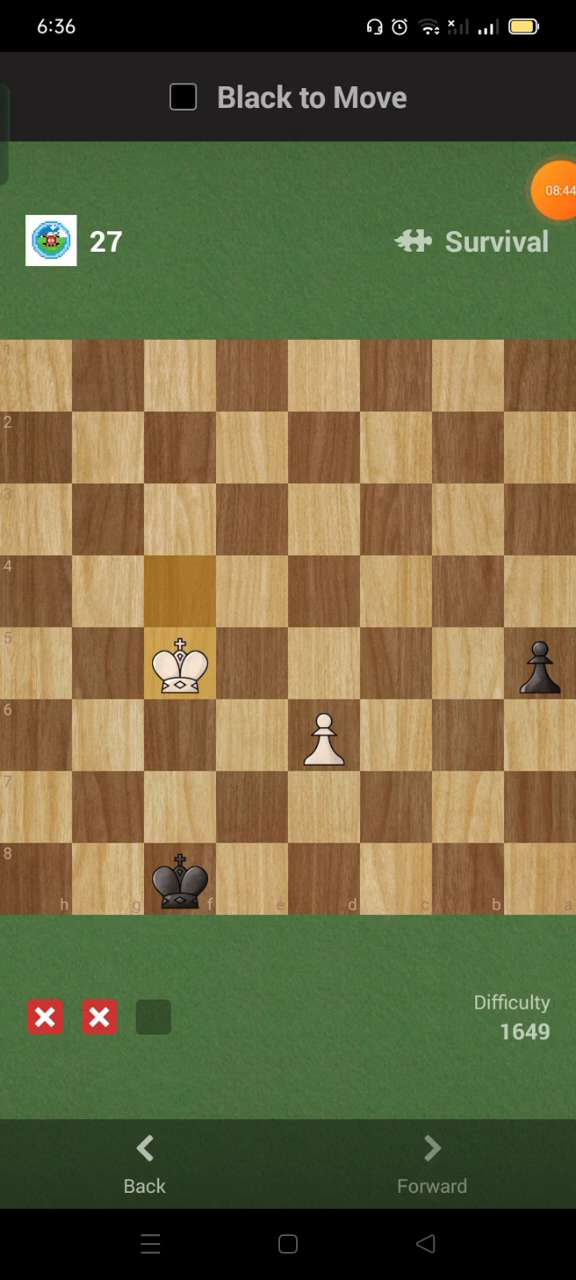 6:36
Black to Move
08:44
27
Survival
1
2
3
4
5
6
7
8
h
g
f
e
d
c
b
a
Difficulty
1649
Back
Forward